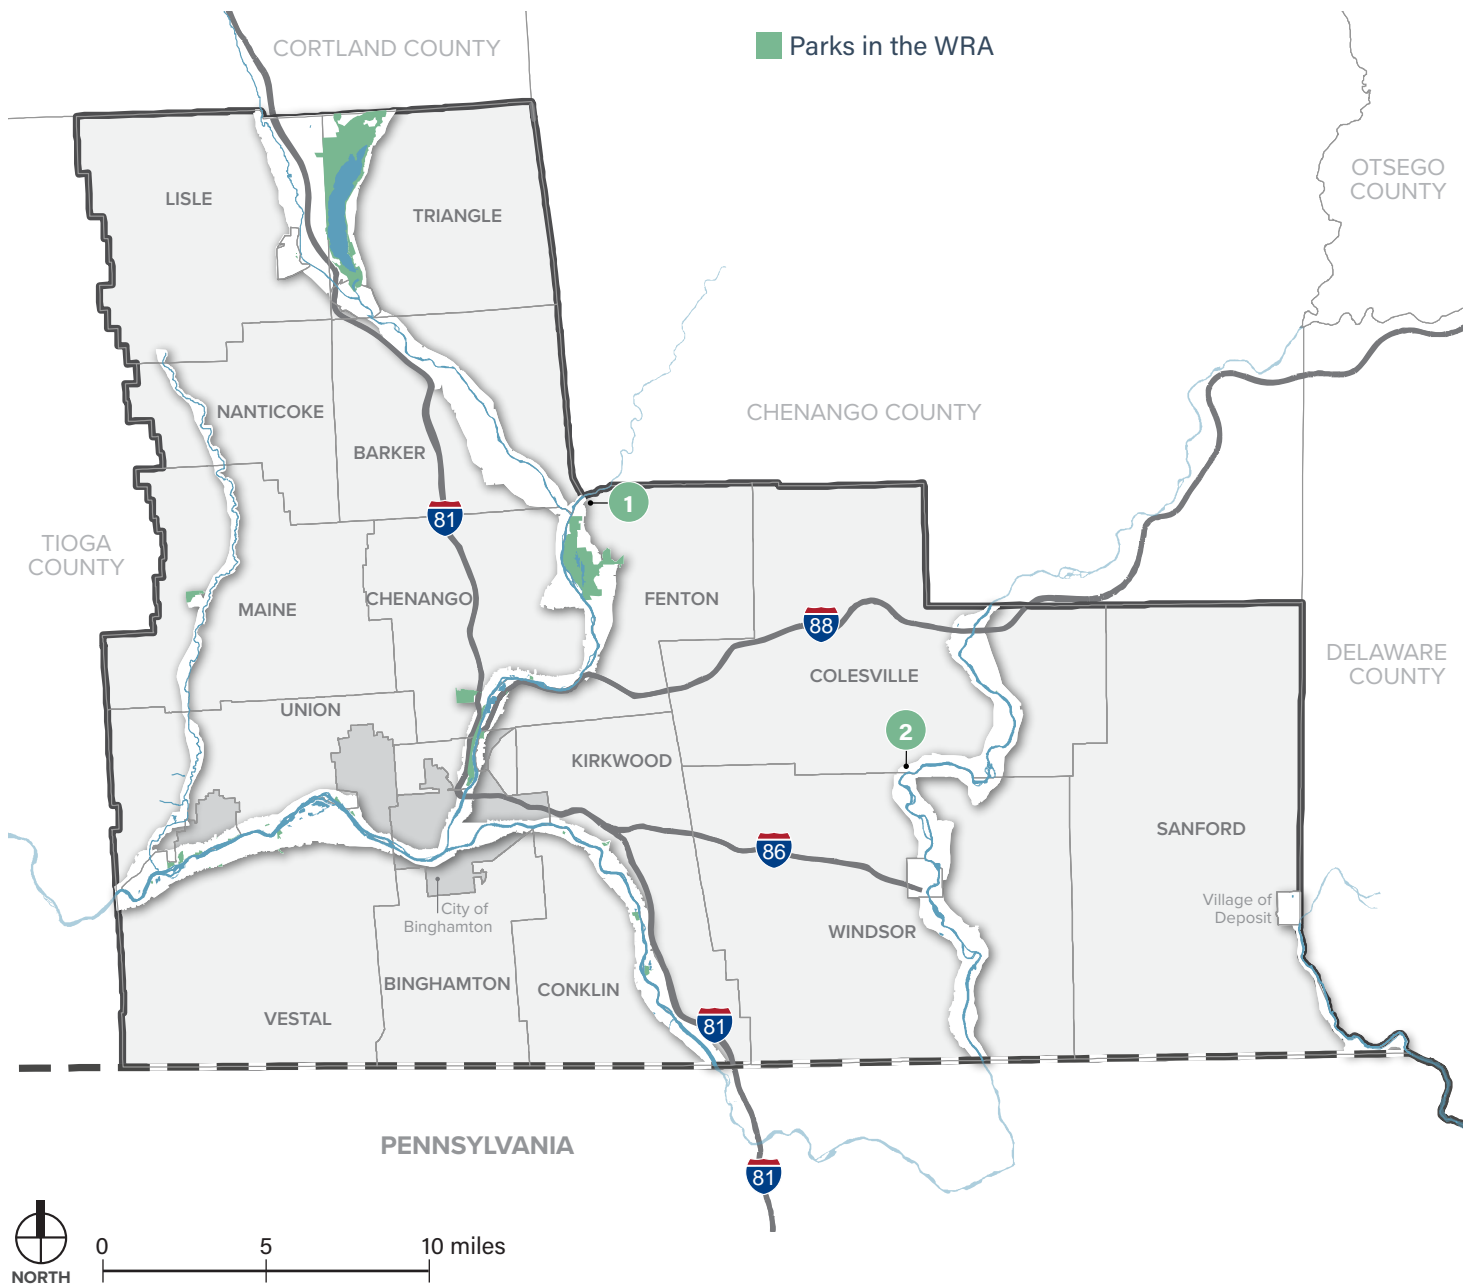 CORTLAND COUNTY
Parks in the WRA
OTSEGO
COUNTY
LISLE
TRIANGLE
NANTICOKE
CHENANGO COUNTY
BARKER
1
81
TIOGA
COUNTY
MAINE
CHENANGO
FENTON
88
DELAWARE
COUNTY
COLESVILLE
UNION
2
KIRKWOOD
SANFORD
86
City of
Binghamton
Village of
Deposit
WINDSOR
BINGHAMTON
CONKLIN
VESTAL
81
PENNSYLVANIA
81
0 5 10 miles
NORTH